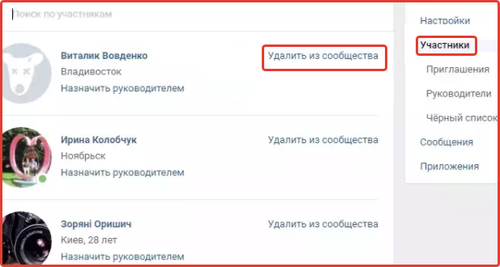 Поиск по участникам
Виталик Вовденко
Удалить из сообщества
Владивосток
Назначить руководителем
Ирина Колобчук
Удалить из сообщества
Ноябрьск
Назначить руководителем
Зоряні Оришич
Удалить из сообщества
Киев, 28 лет
Назначить руководителем
Настройки
Участники
Приглашения
Руководители
Чёрный список
Сообщения
Приложения